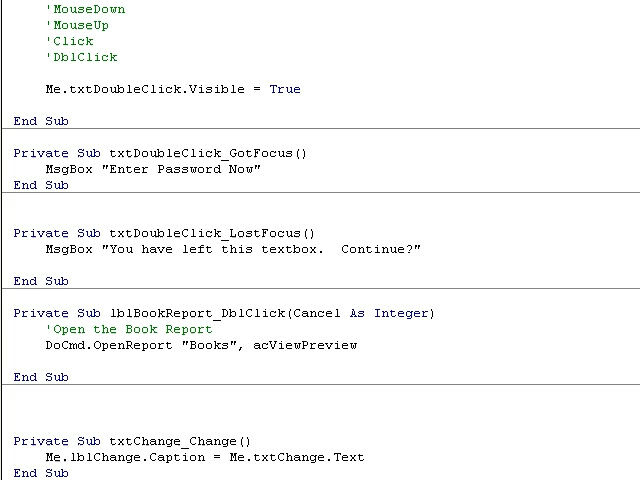 'MouseDown
'MouseUp
'Click
'DblClick
Me.txtDoubleClick.Visible = True
End Sub
Private Sub txtDoubleClick_GotFocus()
MsgBox "Enter Password Now"
End Sub
Private Sub txtDoubleClick_LostFocus()
MsgBox "You have left this textbox.  Continue?"
End Sub
Private Sub lblBookReport_DblClick(Cancel As Integer)
'Open the Book Report
DoCmd.OpenReport "Books", acViewPreview
End Sub
Private Sub txtChange_Change()
Me.lblChange.Caption = Me.txtChange.Text
End Sub